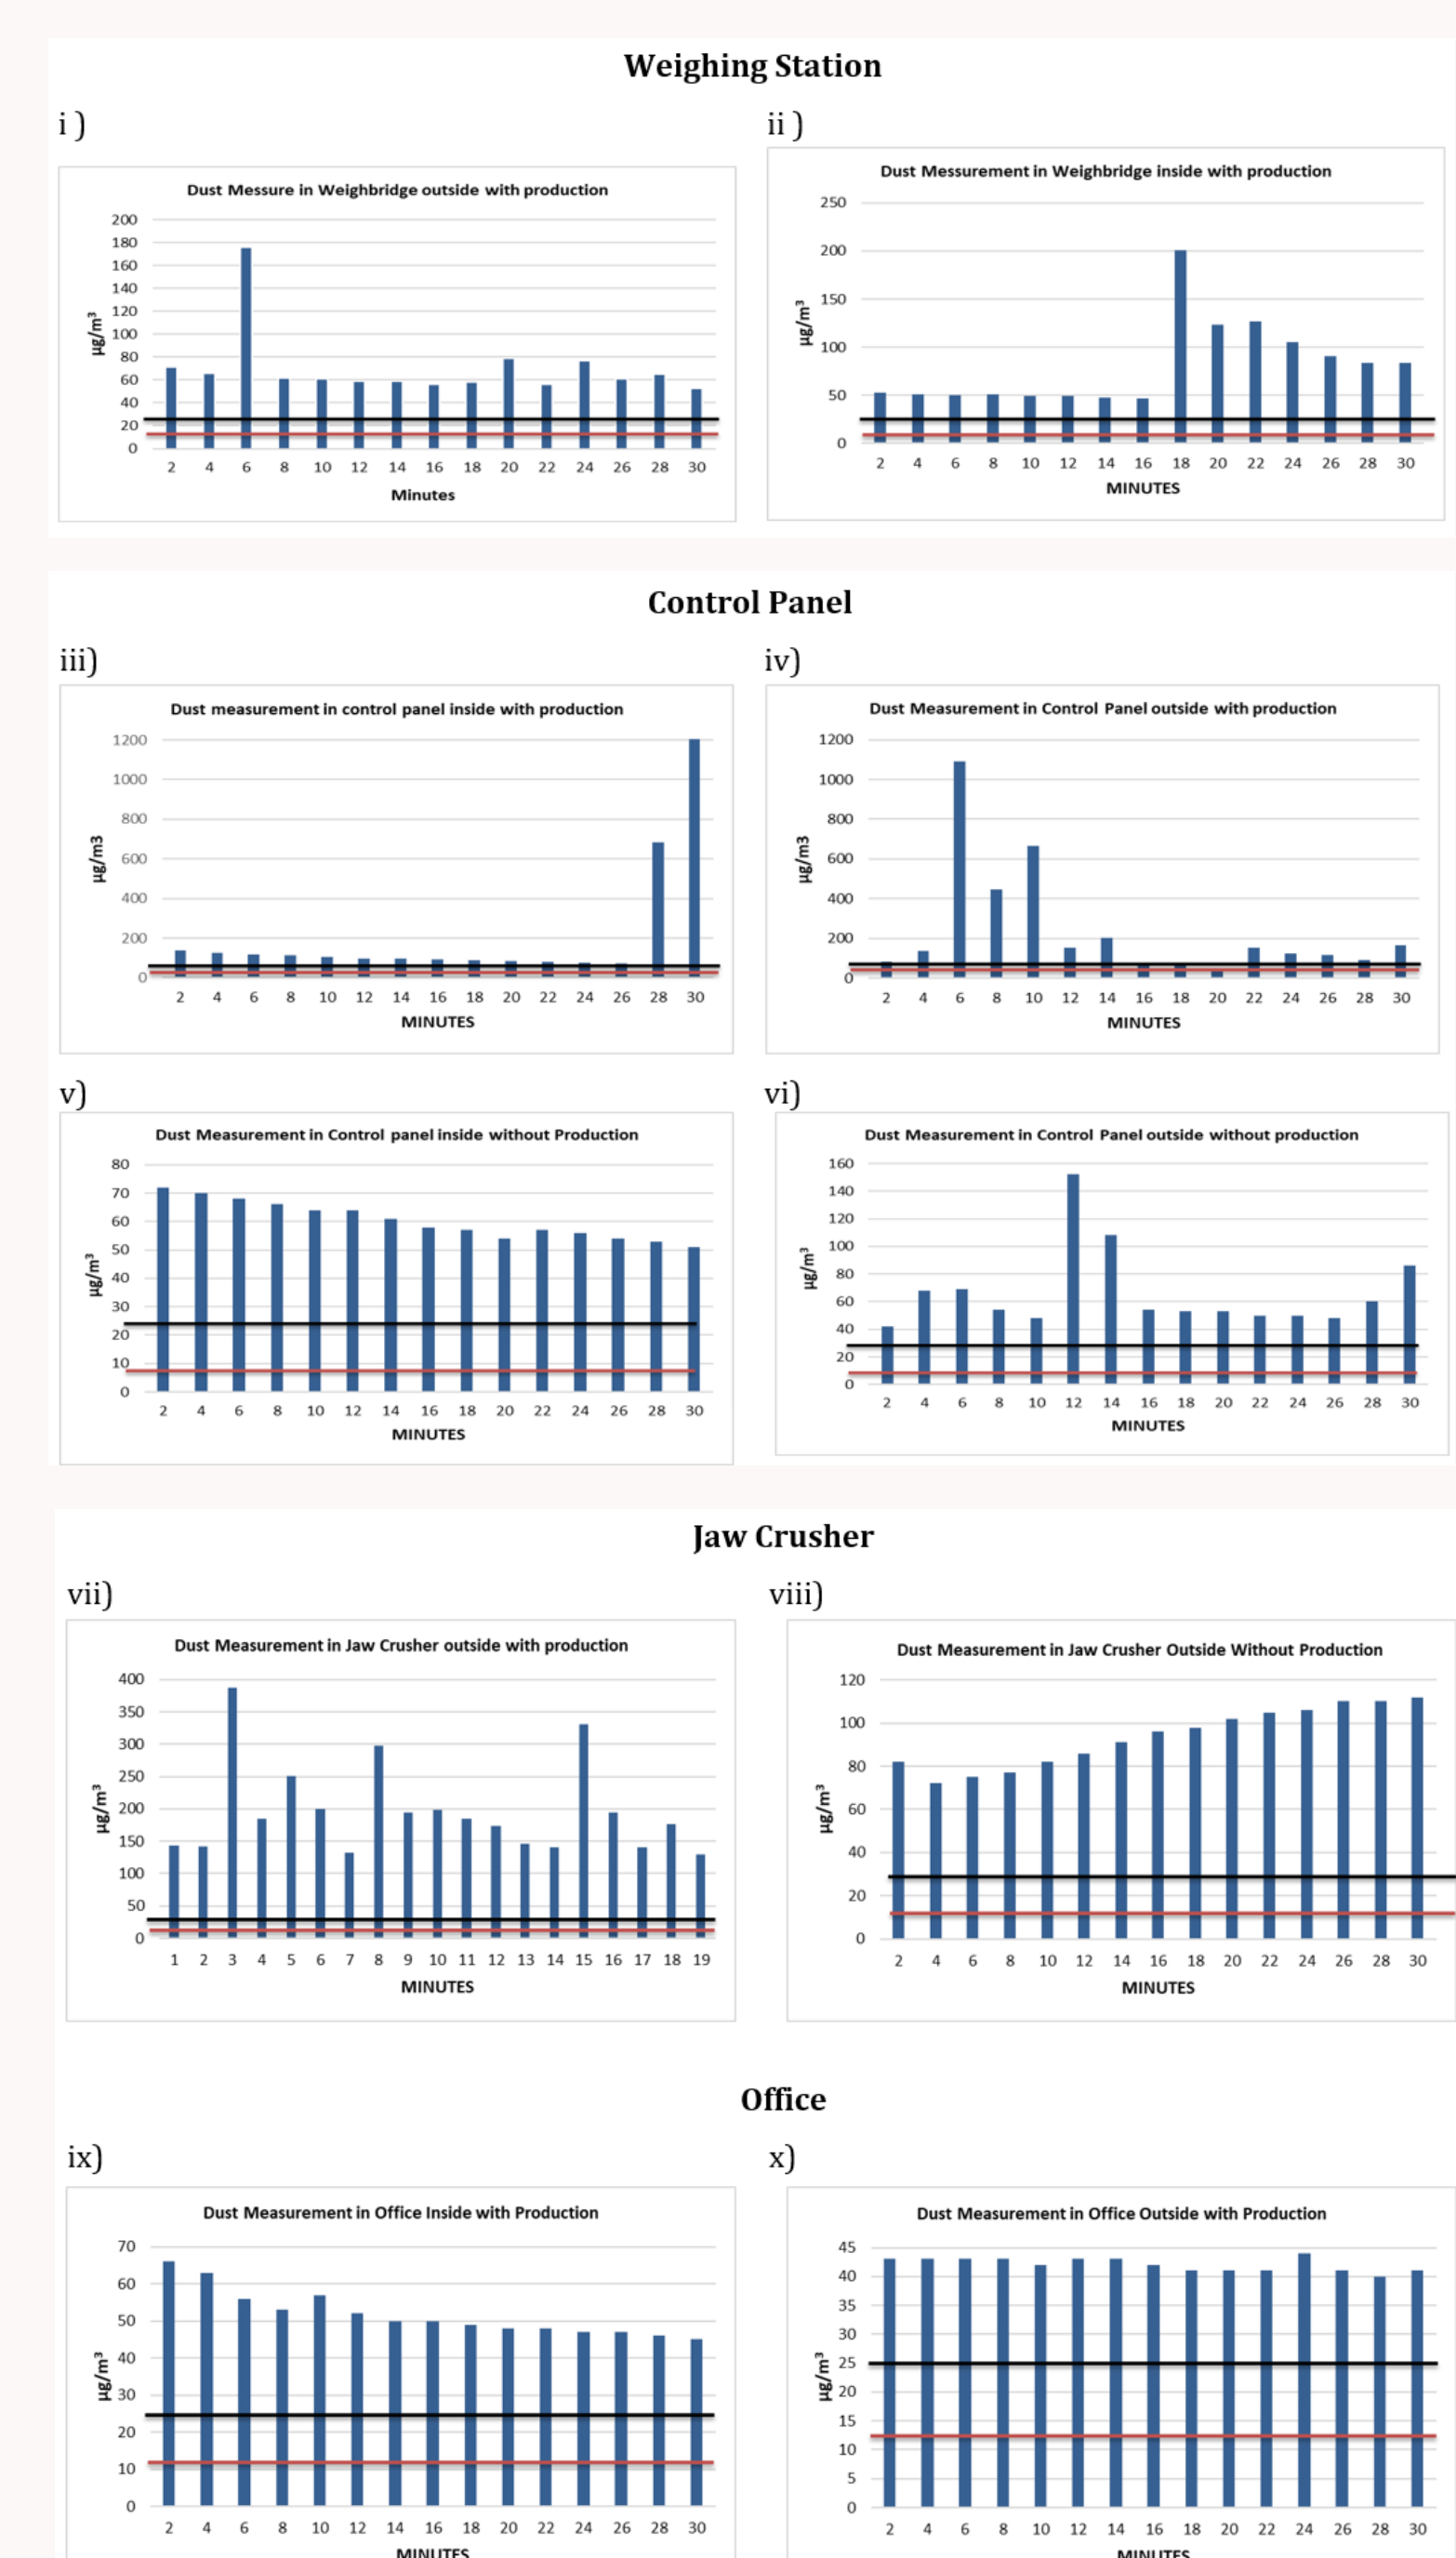 Weighing Station
i )
ii )
Dust Messure in Weighbridge outside with production
200
180
160
140
120
100
80
60
40
20
0
µg/m³
2 4 6 8 10 12 14 16 18 20 22 24 26 28 30
Minutes
Dust Messurement in Weighbridge inside with production
250
200
150
100
50
0
µg/m³
2 4 6 8 10 12 14 16 18 20 22 24 26 28 30
MINUTES
Control Panel
iii)
iv)
Dust measurement in control panel inside with production
1200
1000
800
600
400
200
0
µg/m3
2 4 6 8 10 12 14 16 18 20 22 24 26 28 30
MINUTES
Dust Measurement in Control Panel outside with production
1200
1000
800
600
400
200
0
µg/m3
2 4 6 8 10 12 14 16 18 20 22 24 26 28 30
MINUTES
v)
vi)
Dust Measurement in Control panel inside without Production
80
70
60
50
40
30
20
10
0
µg/m³
2 4 6 8 10 12 14 16 18 20 22 24 26 28 30
MINUTES
Dust Measurement in Control Panel outside without production
160
140
120
100
80
60
40
20
0
µg/m³
2 4 6 8 10 12 14 16 18 20 22 24 26 28 30
MINUTES
Jaw Crusher
vii)
viii)
Dust Measurement in Jaw Crusher outside with production
400
350
300
250
200
150
100
50
0
µg/m³
1 2 3 4 5 6 7 8 9 10 11 12 13 14 15 16 17 18 19
MINUTES
Dust Measurement in Jaw Crusher Outside Without Production
120
100
80
60
40
20
0
µg/m³
2 4 6 8 10 12 14 16 18 20 22 24 26 28 30
MINUTES
Office
ix)
x)
Dust Measurement in Office Inside with Production
70
60
50
40
30
20
10
0
µg/m³
2 4 6 8 10 12 14 16 18 20 22 24 26 28 30
MINUTES
Dust Measurement in Office Outside with Production
45
40
35
30
25
20
15
10
5
0
µg/m³
2 4 6 8 10 12 14 16 18 20 22 24 26 28 30
MINUTES